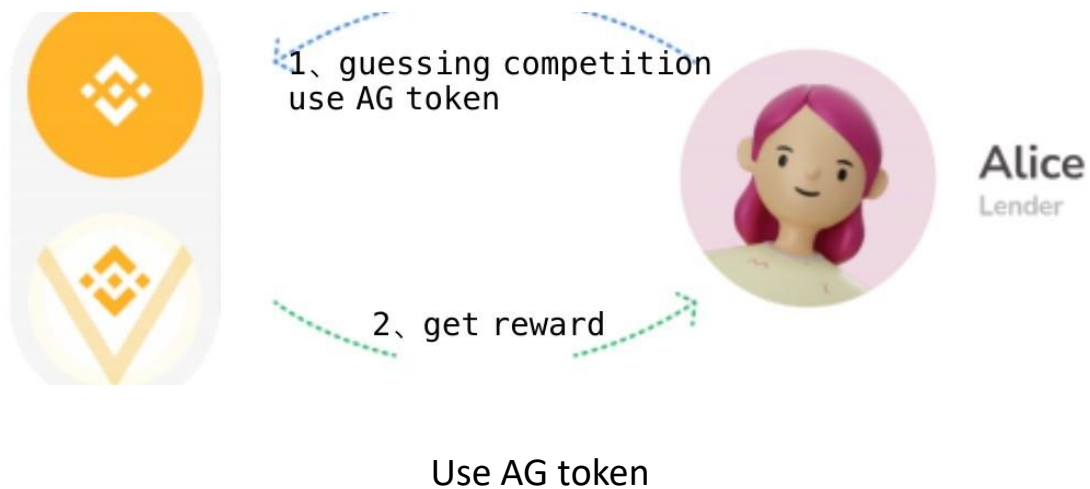 1、guessing competition
use AG token
Alice
Lender
2、get reward
Use AG token